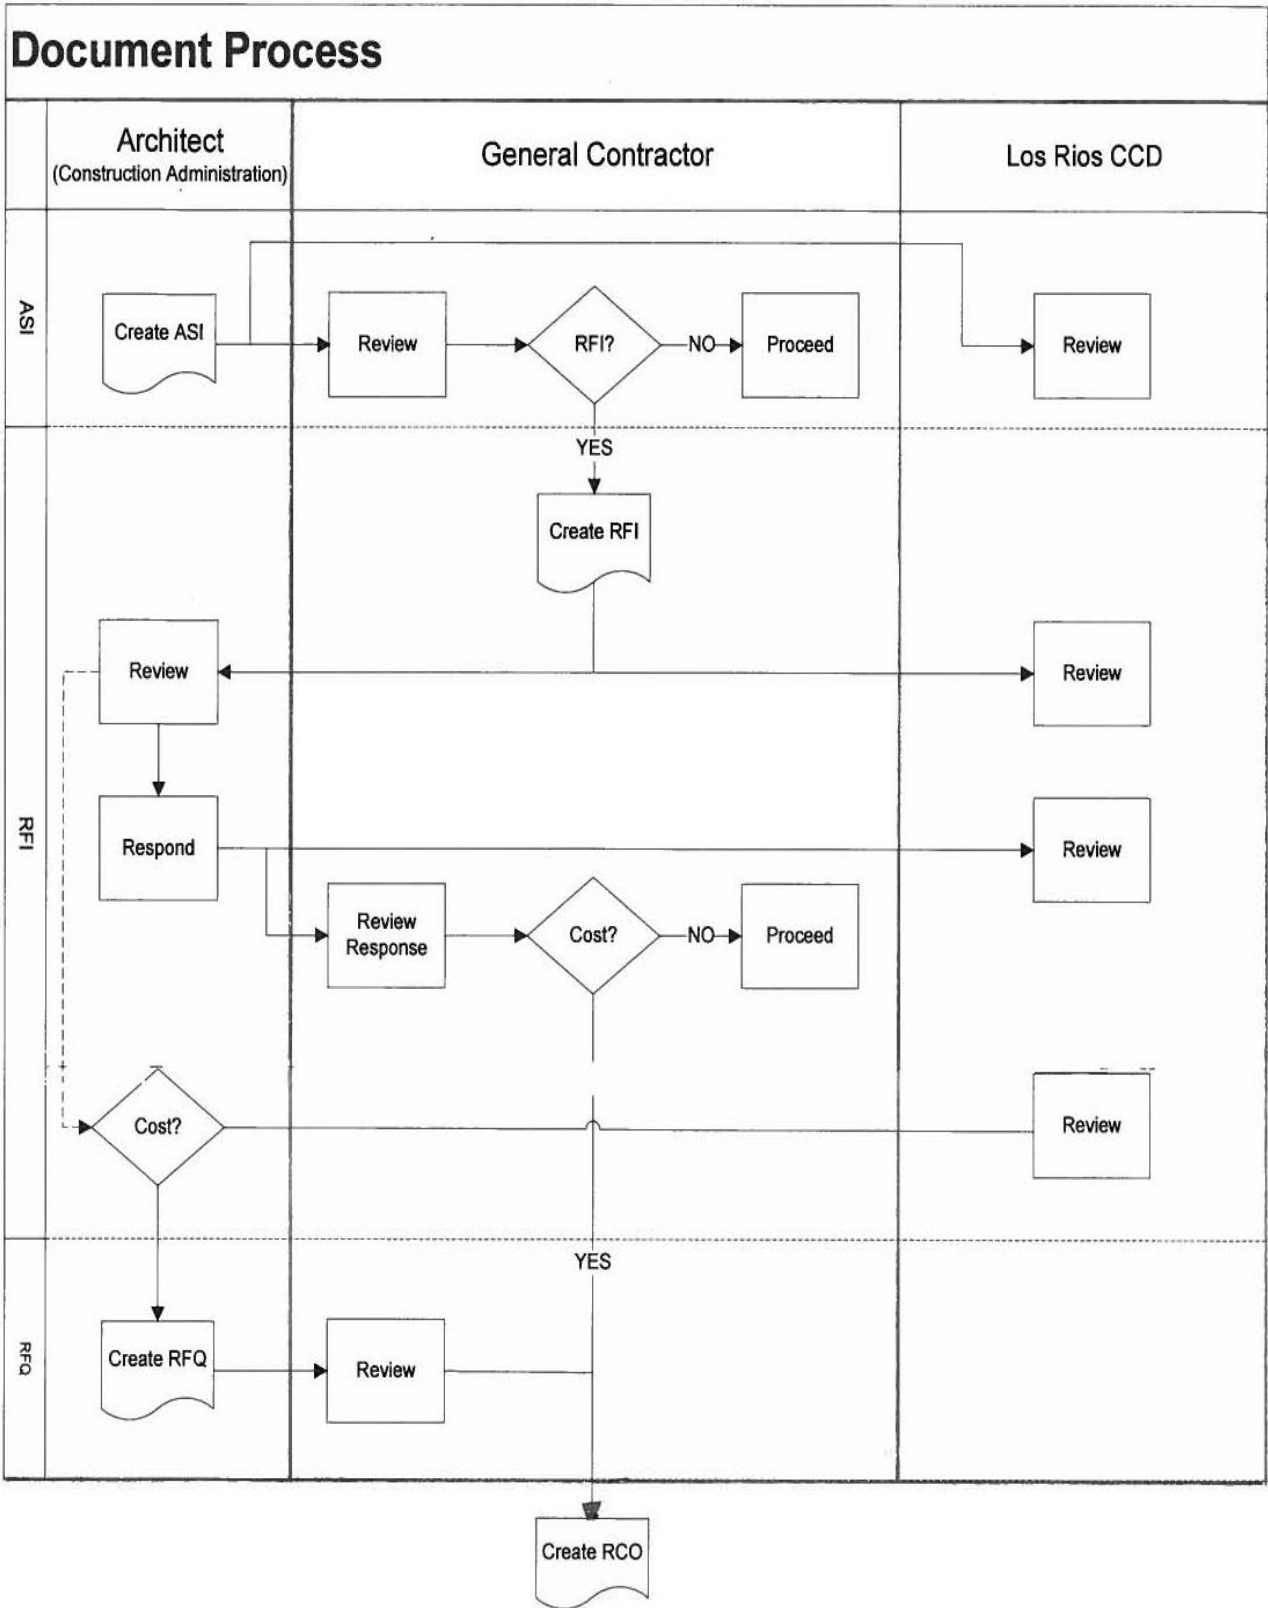 Document Process
Architect
(Construction Administration)
General Contractor
Los Rios CCD
ASI
Create ASI
Review
RFI?
NO
Proceed
Review
YES
Create RFI
RFI
Review
Review
Respond
Review
Review
Response
Cost?
NO
Proceed
Cost?
Review
YES
RFQ
Create RFQ
Review
Create RCO